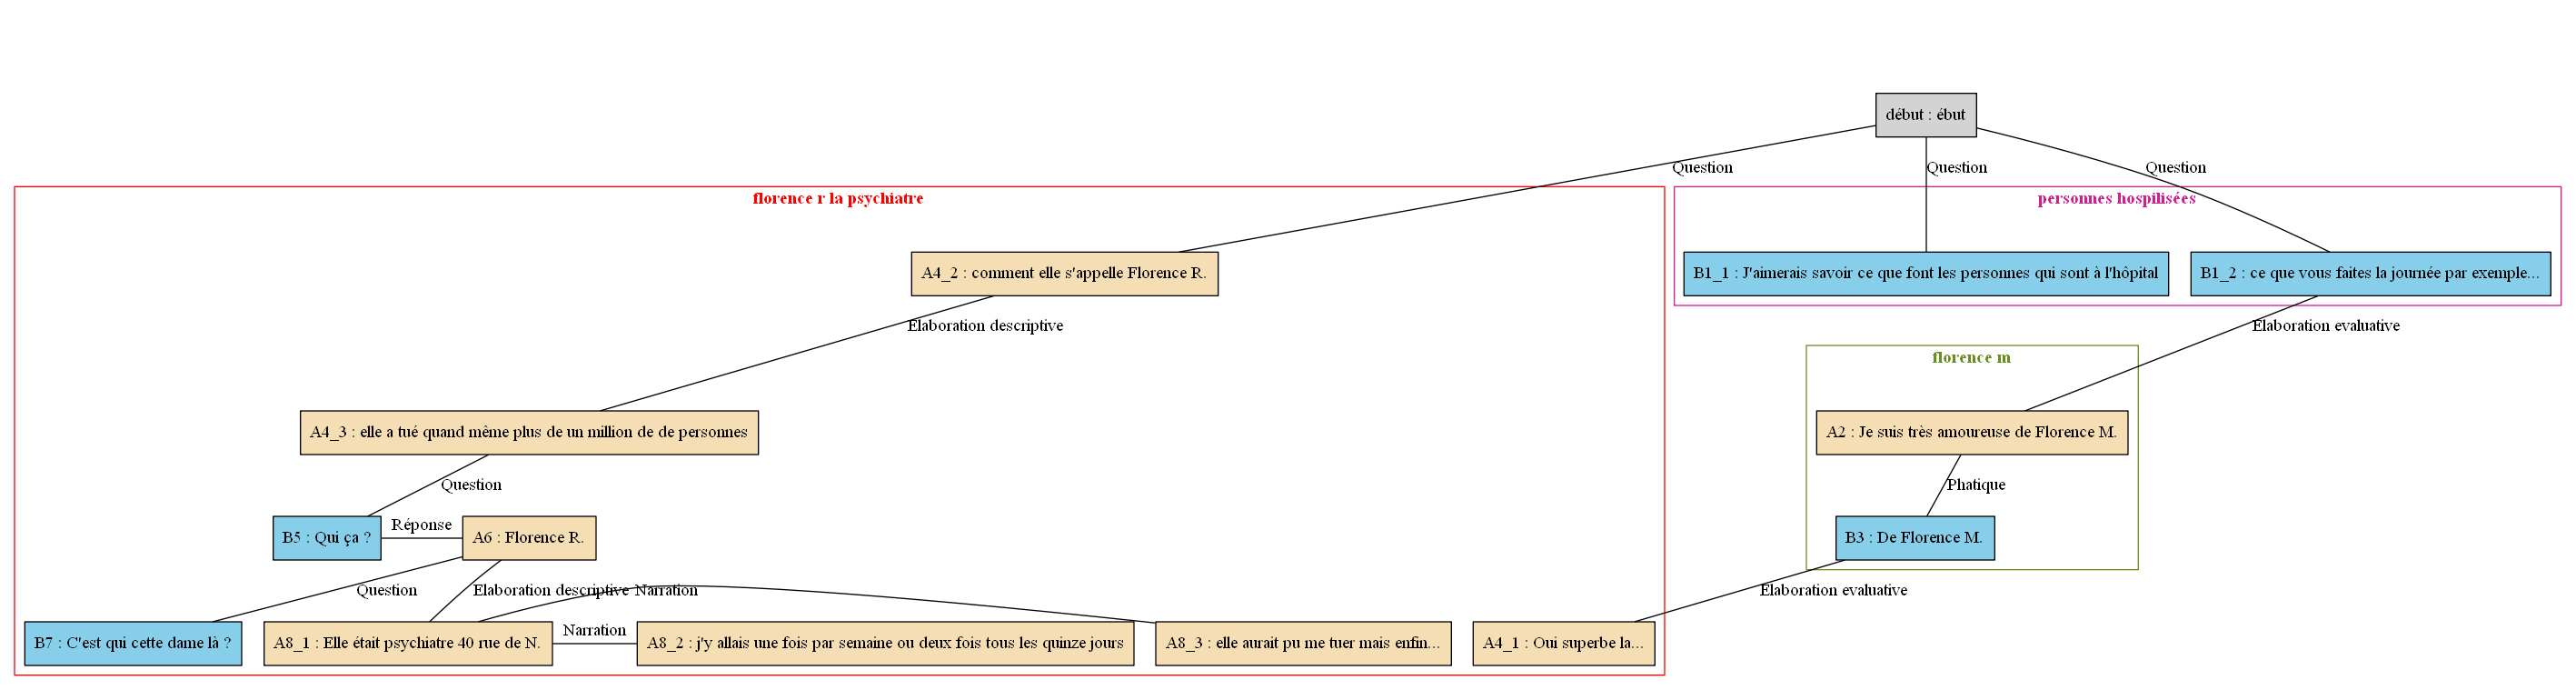 début : ébut
Question
Question
Question
florence r la psychiatre
personnes hospilisées
A4_2 : comment elle s'appelle Florence R.
B1_1 : J'aimerais savoir ce que font les personnes qui sont à l'hôpital
B1_2 : ce que vous faites la journée par exemple...
Elaboration descriptive
Elaboration evaluative
florence m
A4_3 : elle a tué quand même plus de un million de de personnes
A2 : Je suis très amoureuse de Florence M.
Question
Phatique
B5 : Qui ça ?
Réponse
A6 : Florence R.
B3 : De Florence M.
Question
Elaboration descriptive
Narration
Elaboration evaluative
B7 : C'est qui cette dame là ?
A8_1 : Elle était psychiatre 40 rue de N.
Narration
A8_2 : j'y allais une fois par semaine ou deux fois tous les quinze jours
A8_3 : elle aurait pu me tuer mais enfin...
A4_1 : Oui superbe la...